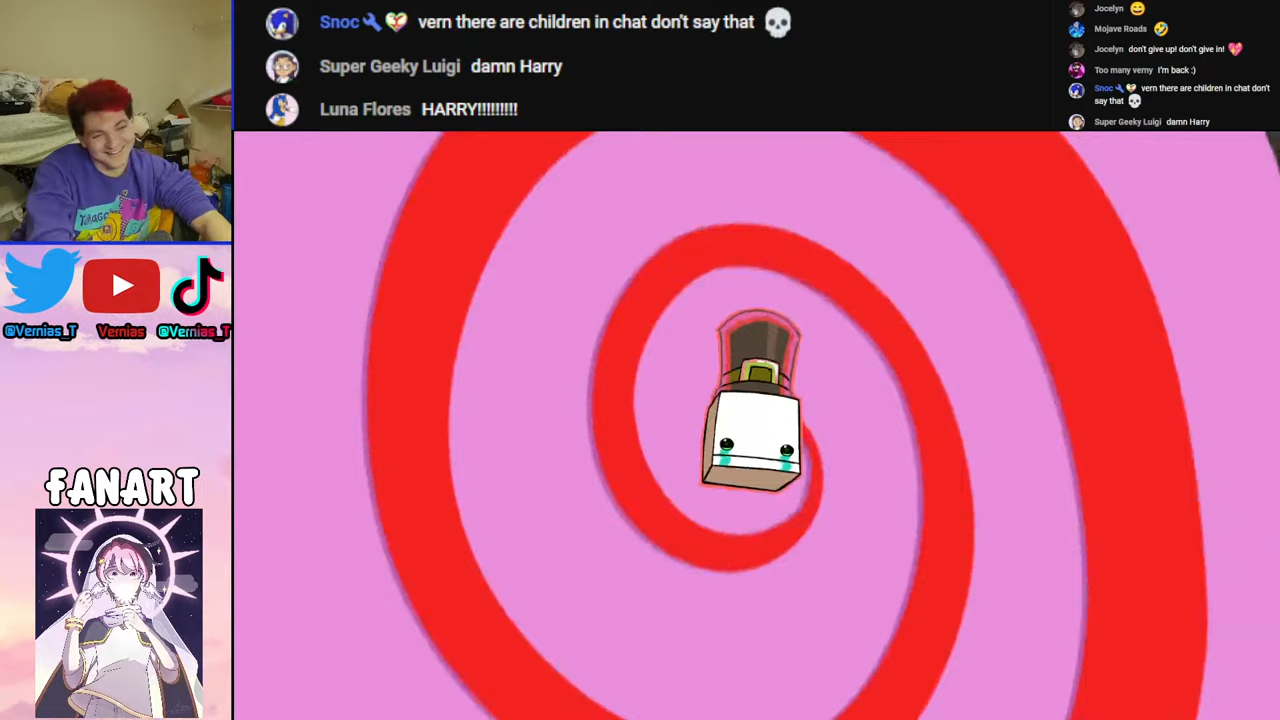 Snoc vern there are children in chat don't say that
Super Geeky Luigi damn Harry
Luna Flores HARRY!!!!!!!!!
Jocelyn
Mojave Roads
Jocelyn don't give up! don't give in!
Too many verny I'm back :)
Snoc vern there are children in chat don't
say that
Super Geeky Luigi damn Harry
@Vernias_T Vernias @Vernias_T
FANART